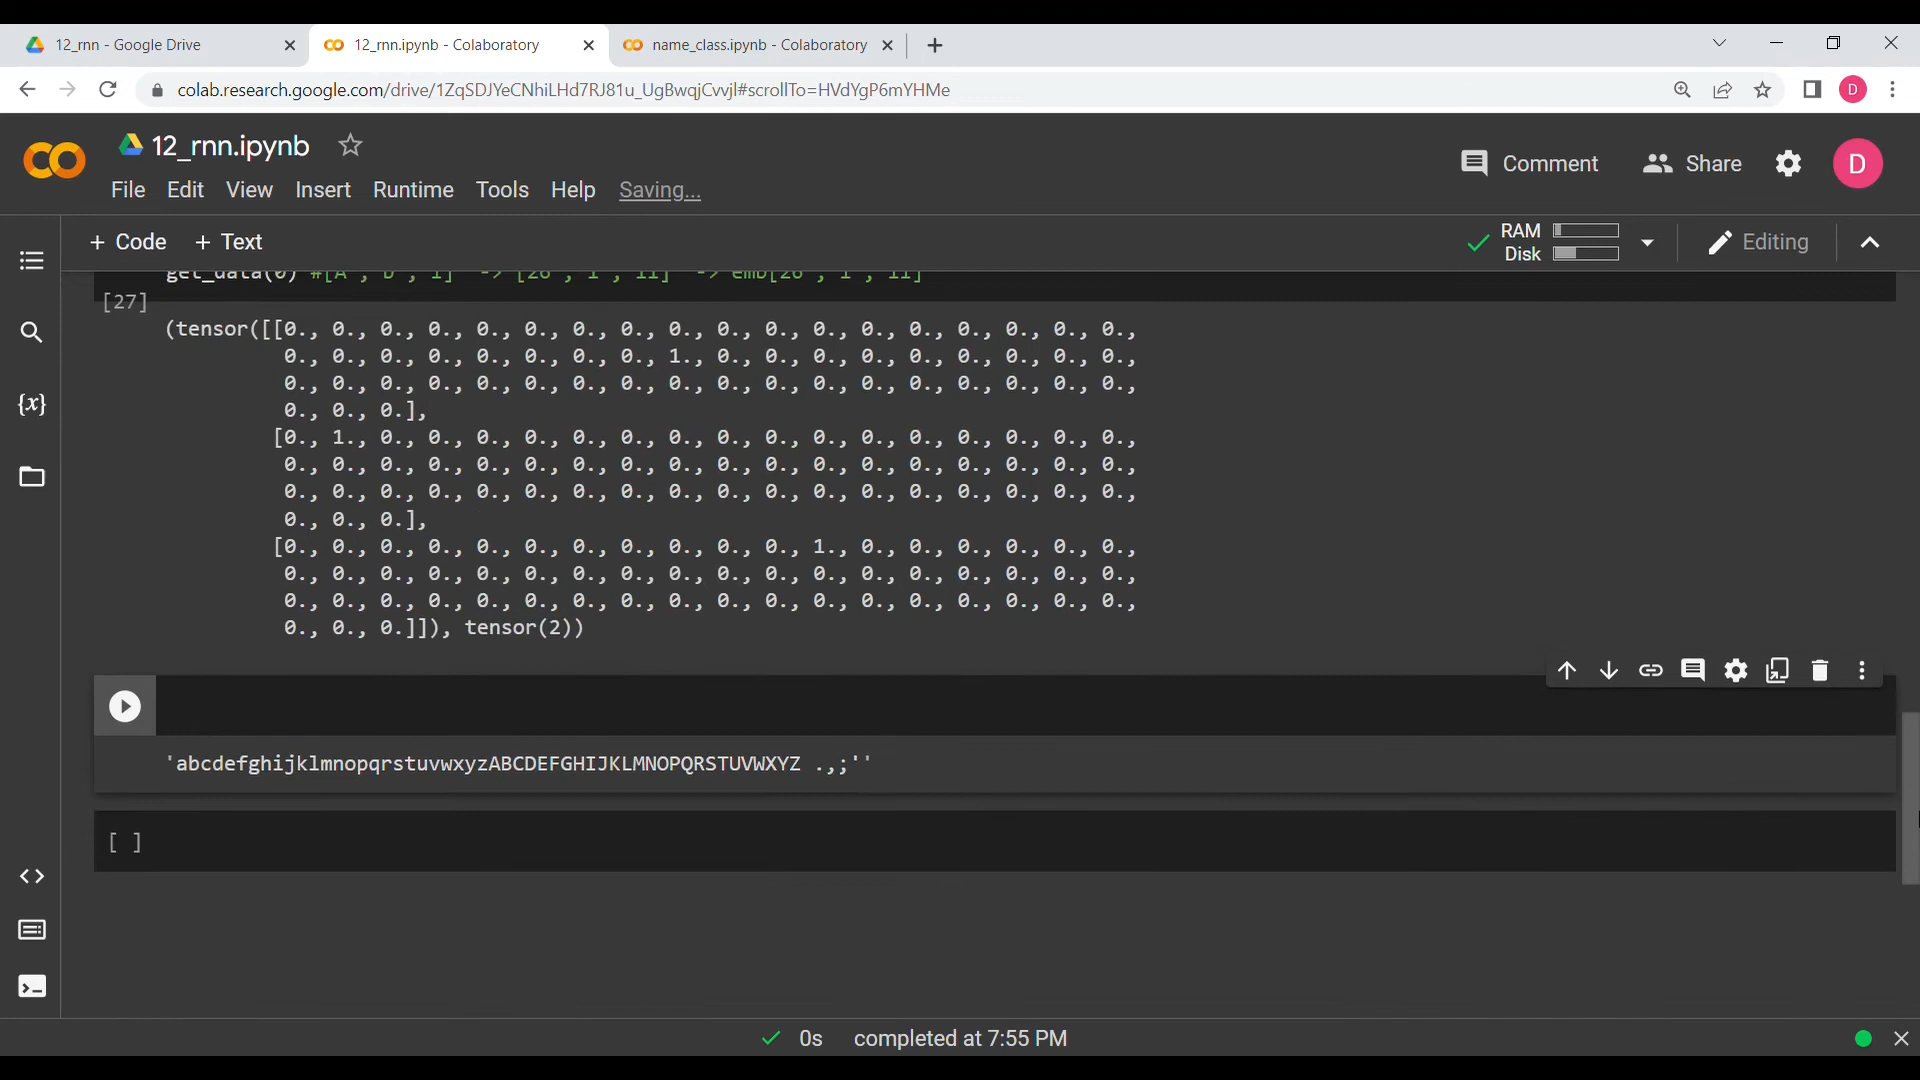 12_rnn - Google Drive
12_rnn.ipynb - Colaboratory
name_class.ipynb - Colaboratory
colab.research.google.com/drive/1ZqSDJYeCNhiLHd7RJ81u_UgBwqjCvvjl#scrollTo=HVdYgP6mYHMe
D
12_rnn.ipynb
Comment
Share
D
File Edit View Insert Runtime Tools Help Saving...
+ Code + Text
RAM
Disk
Editing
get_data(0) #[A , b , l] -> [26 , 1 , 11] -> emb[26 , 1 , 11]
[27]
(tensor([[0., 0., 0., 0., 0., 0., 0., 0., 0., 0., 0., 0., 0., 0., 0., 0., 0., 0.,
0., 0., 0., 0., 0., 0., 0., 0., 1., 0., 0., 0., 0., 0., 0., 0., 0., 0.,
0., 0., 0., 0., 0., 0., 0., 0., 0., 0., 0., 0., 0., 0., 0., 0., 0., 0.,
0., 0., 0.],
[0., 1., 0., 0., 0., 0., 0., 0., 0., 0., 0., 0., 0., 0., 0., 0., 0., 0.,
0., 0., 0., 0., 0., 0., 0., 0., 0., 0., 0., 0., 0., 0., 0., 0., 0., 0.,
0., 0., 0., 0., 0., 0., 0., 0., 0., 0., 0., 0., 0., 0., 0., 0., 0., 0.,
0., 0., 0.],
[0., 0., 0., 0., 0., 0., 0., 0., 0., 0., 0., 1., 0., 0., 0., 0., 0., 0.,
0., 0., 0., 0., 0., 0., 0., 0., 0., 0., 0., 0., 0., 0., 0., 0., 0., 0.,
0., 0., 0., 0., 0., 0., 0., 0., 0., 0., 0., 0., 0., 0., 0., 0., 0., 0.,
0., 0., 0.]]), tensor(2))
'abcdefghijklmnopqrstuvwxyzABCDEFGHIJKLMNOPQRSTUVWXYZ .,;''
[ ]
0s completed at 7:55 PM